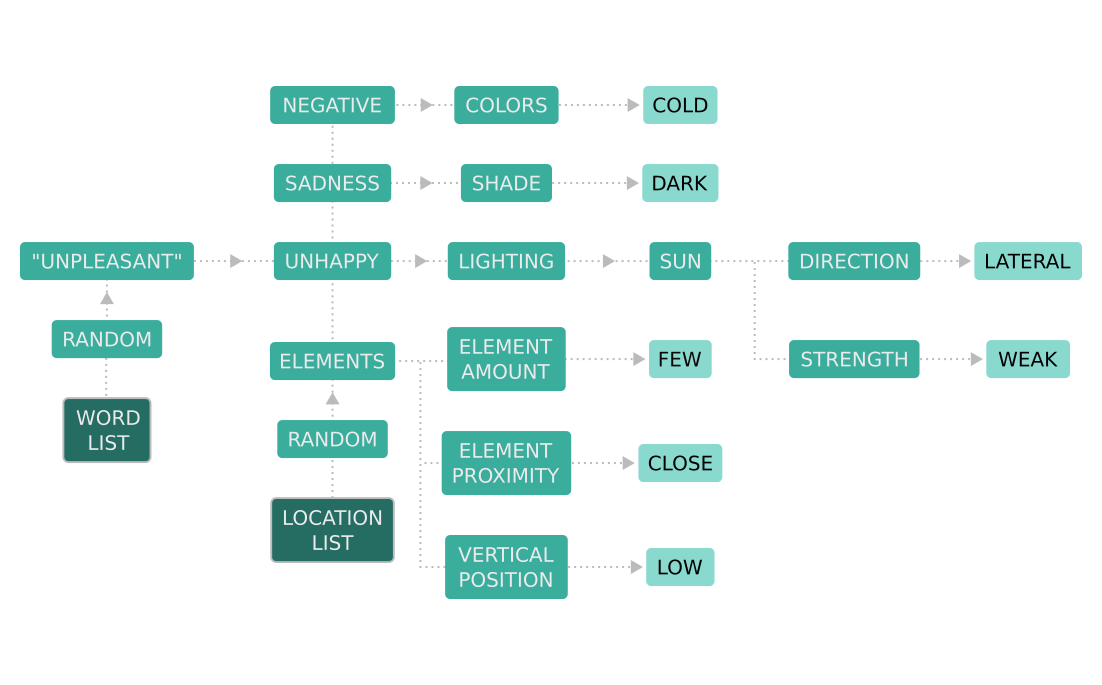 NEGATIVE
COLORS
COLD
SADNESS
SHADE
DARK
"UNPLEASANT"
UNHAPPY
LIGHTING
SUN
DIRECTION
LATERAL
RANDOM
ELEMENTS
ELEMENT
AMOUNT
FEW
STRENGTH
WEAK
WORD
LIST
RANDOM
ELEMENT
PROXIMITY
CLOSE
LOCATION
LIST
VERTICAL
POSITION
LOW